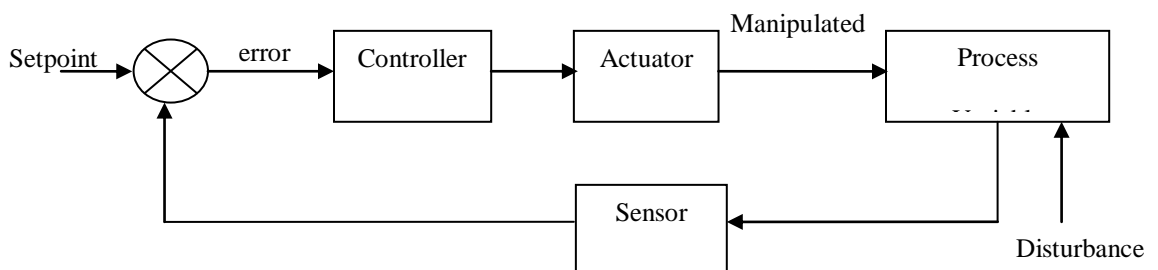 Setpoint
error
Controller
Actuator
Manipulated
Process
Sensor
Disturbance